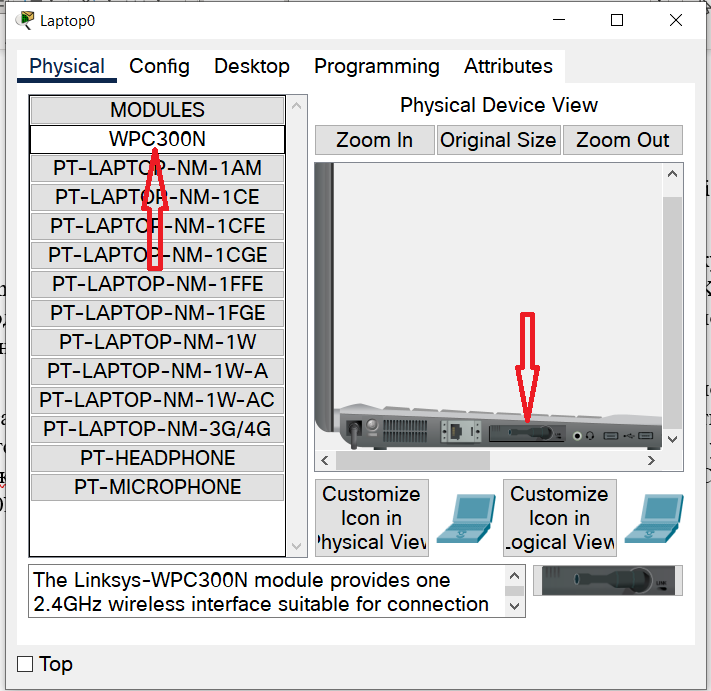 Laptop0
Physical
Config
Desktop
Programming
Attributes
MODULES
WPC300N
PT-LAPTOP-NM-1AM
PT-LAPTOP-NM-1CE
PT-LAPTOP-NM-1CFE
PT-LAPTOP-NM-1CGE
PT-LAPTOP-NM-1FFE
PT-LAPTOP-NM-1FGE
PT-LAPTOP-NM-1W
PT-LAPTOP-NM-1W-A
PT-LAPTOP-NM-1W-AC
PT-LAPTOP-NM-3G/4G
PT-HEADPHONE
PT-MICROPHONE
Physical Device View
Zoom In
Original Size
Zoom Out
Customize
Icon in
Physical View
Customize
Icon in
Logical View
The Linksys-WPC300N module provides one
2.4GHz wireless interface suitable for connection
LINK
Top